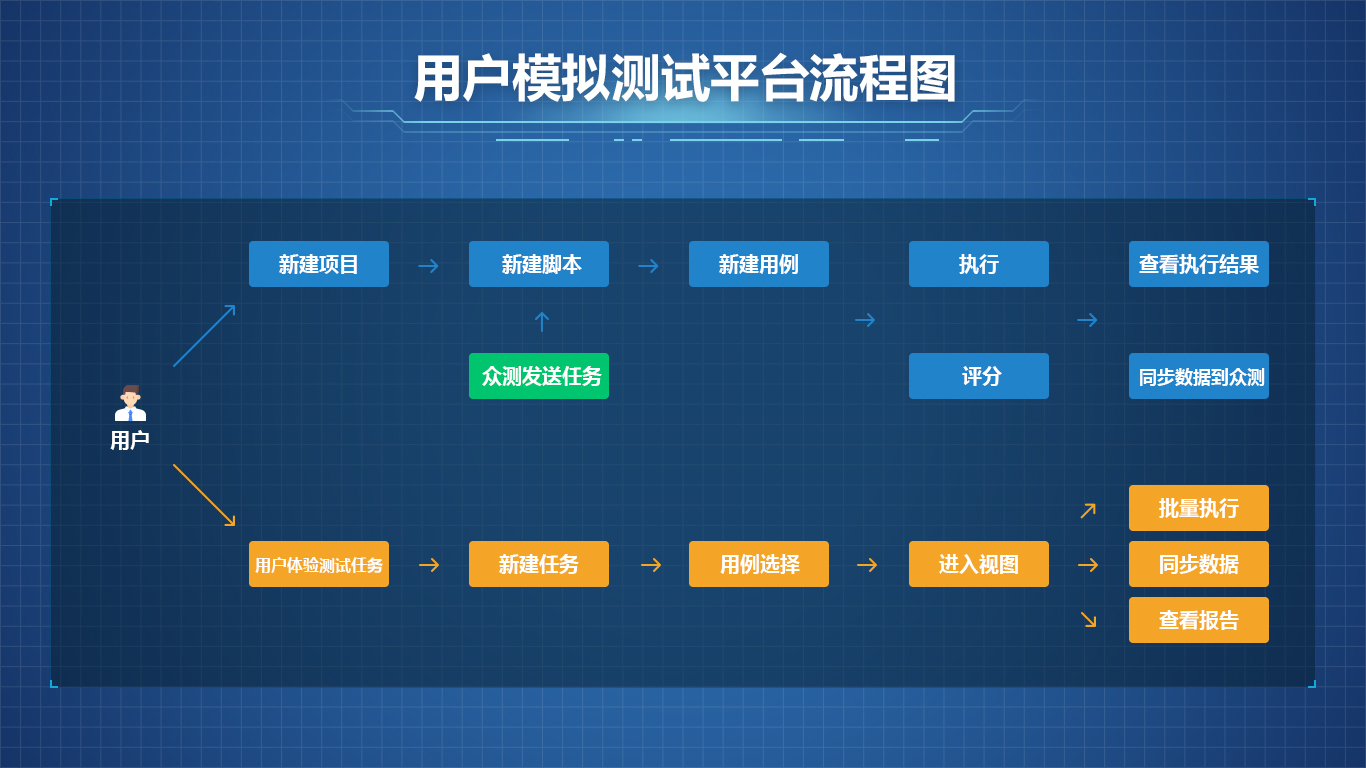 用户模拟测试平台流程图
新建项目
新建脚本
新建用例
执行
查看执行结果
众测发送任务
评分
同步数据到众测
用户
批量执行
用户体验测试任务
新建任务
用例选择
进入视图
同步数据
查看报告